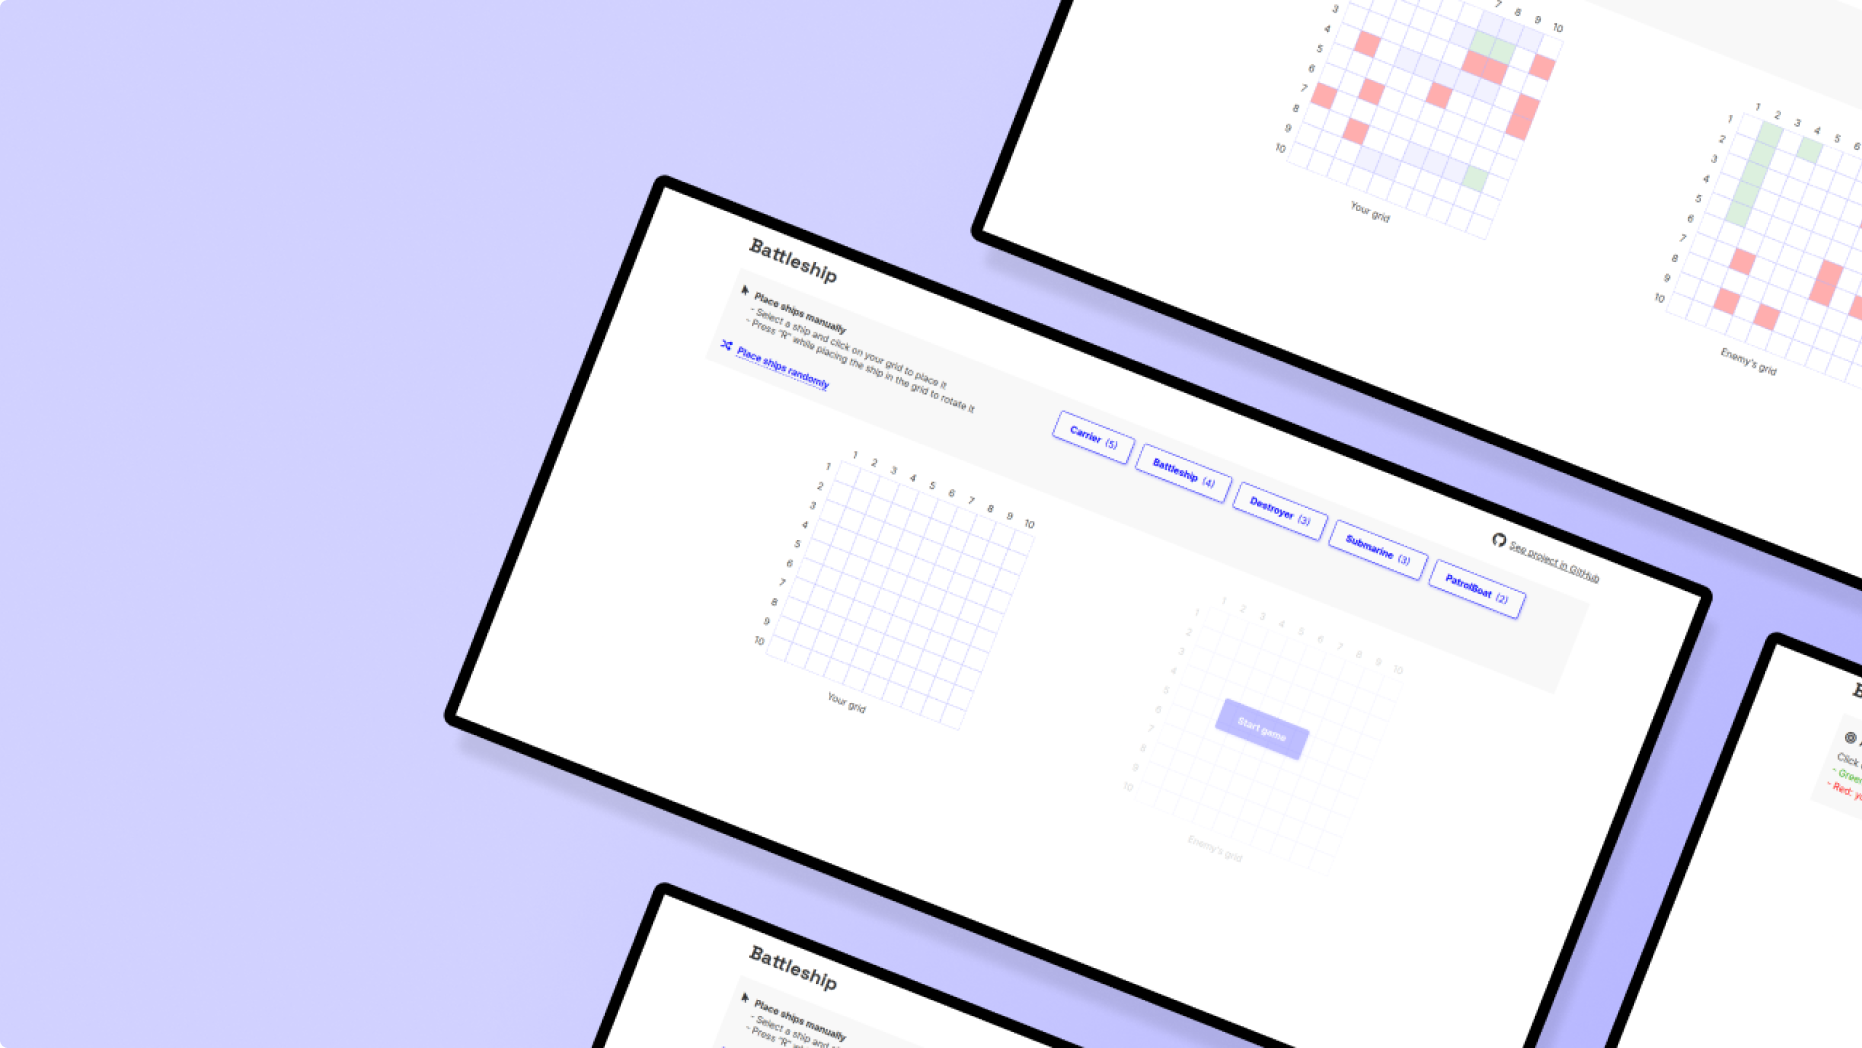 7 8 9 10
3
4
5
6
7
8
9
10
Your grid
1 2 3 4 5 6
1
2
3
4
5
6
7
8
9
10
Enemy's grid
Battleship
Place ships manually
- Select a ship and click on your grid to place it
- Press "R" while placing the ship in the grid to rotate it
Place ships randomly
Carrier (5)
Battleship (4)
Destroyer (3)
Submarine (3)
PatrolBoat (2)
See project in GitHub
1 2 3 4 5 6 7 8 9 10
1
2
3
4
5
6
7
8
9
10
Your grid
1 2 3 4 5 6 7 8 9 10
1
2
3
4
5
6
7
8
9
10
Start game
Enemy's grid
B
Click
- Green
- Red: yo
Battleship
Place ships manually
- Select a ship and
- Press "R"